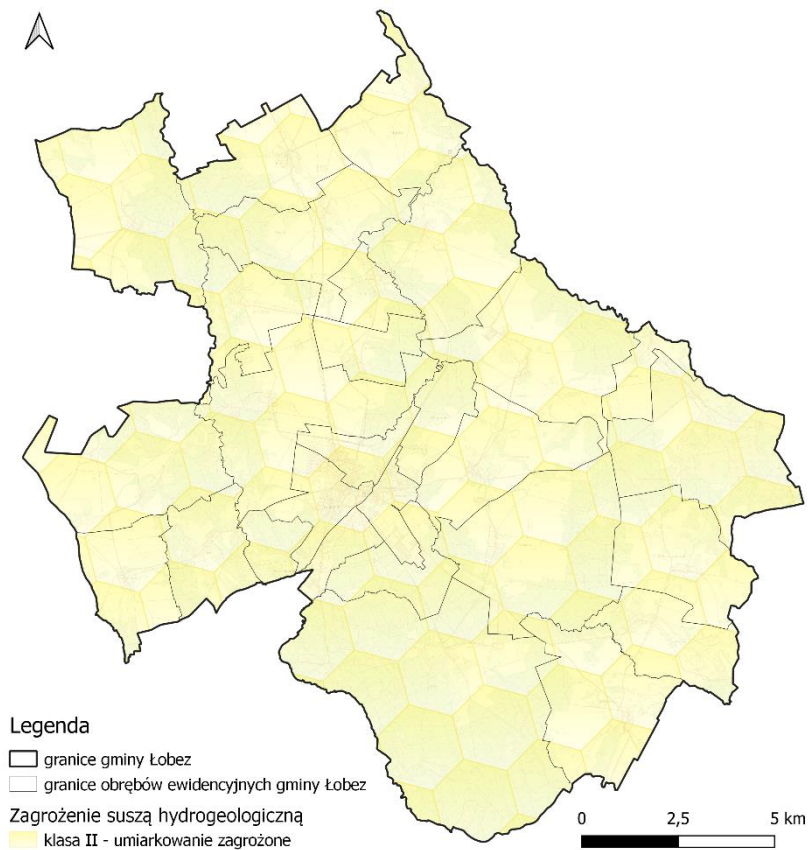 Legenda
granice gminy Łobez
granice obrębów ewidencyjnych gminy Łobez
Zagrożenie suszą hydrogeologiczną
klasa II - umiarkowanie zagrożone
0 2,5 5 km